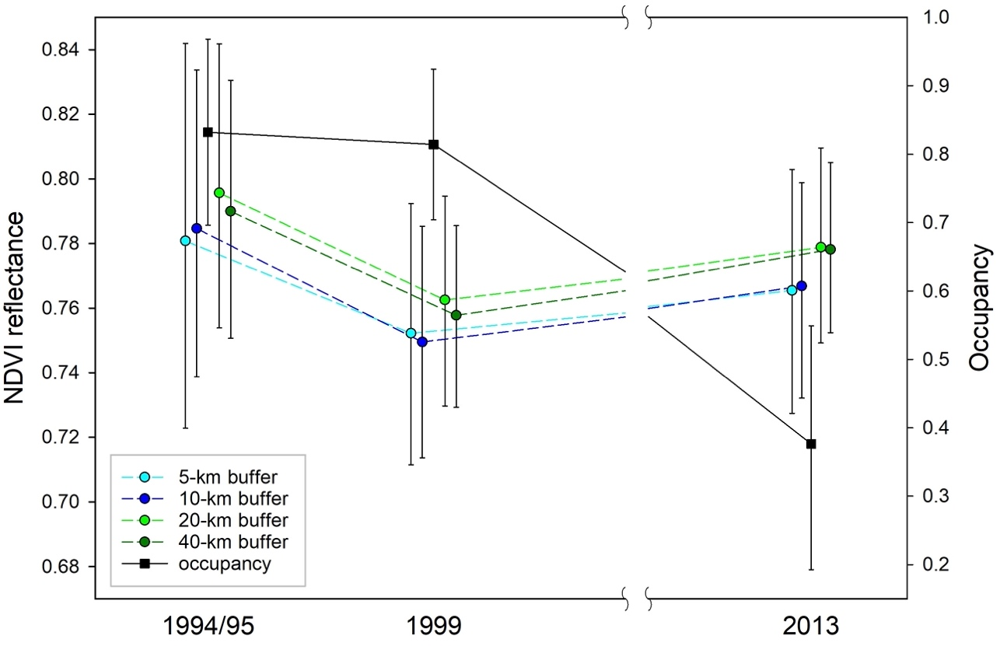 NDVI reflectance
0.84
0.82
0.80
0.78
0.76
0.74
0.72
0.70
0.68
1.0
0.9
0.8
0.7
0.6
0.5
0.4
0.3
0.2
Occupancy
5-km buffer
10-km buffer
20-km buffer
40-km buffer
occupancy
1994/95 1999 2013